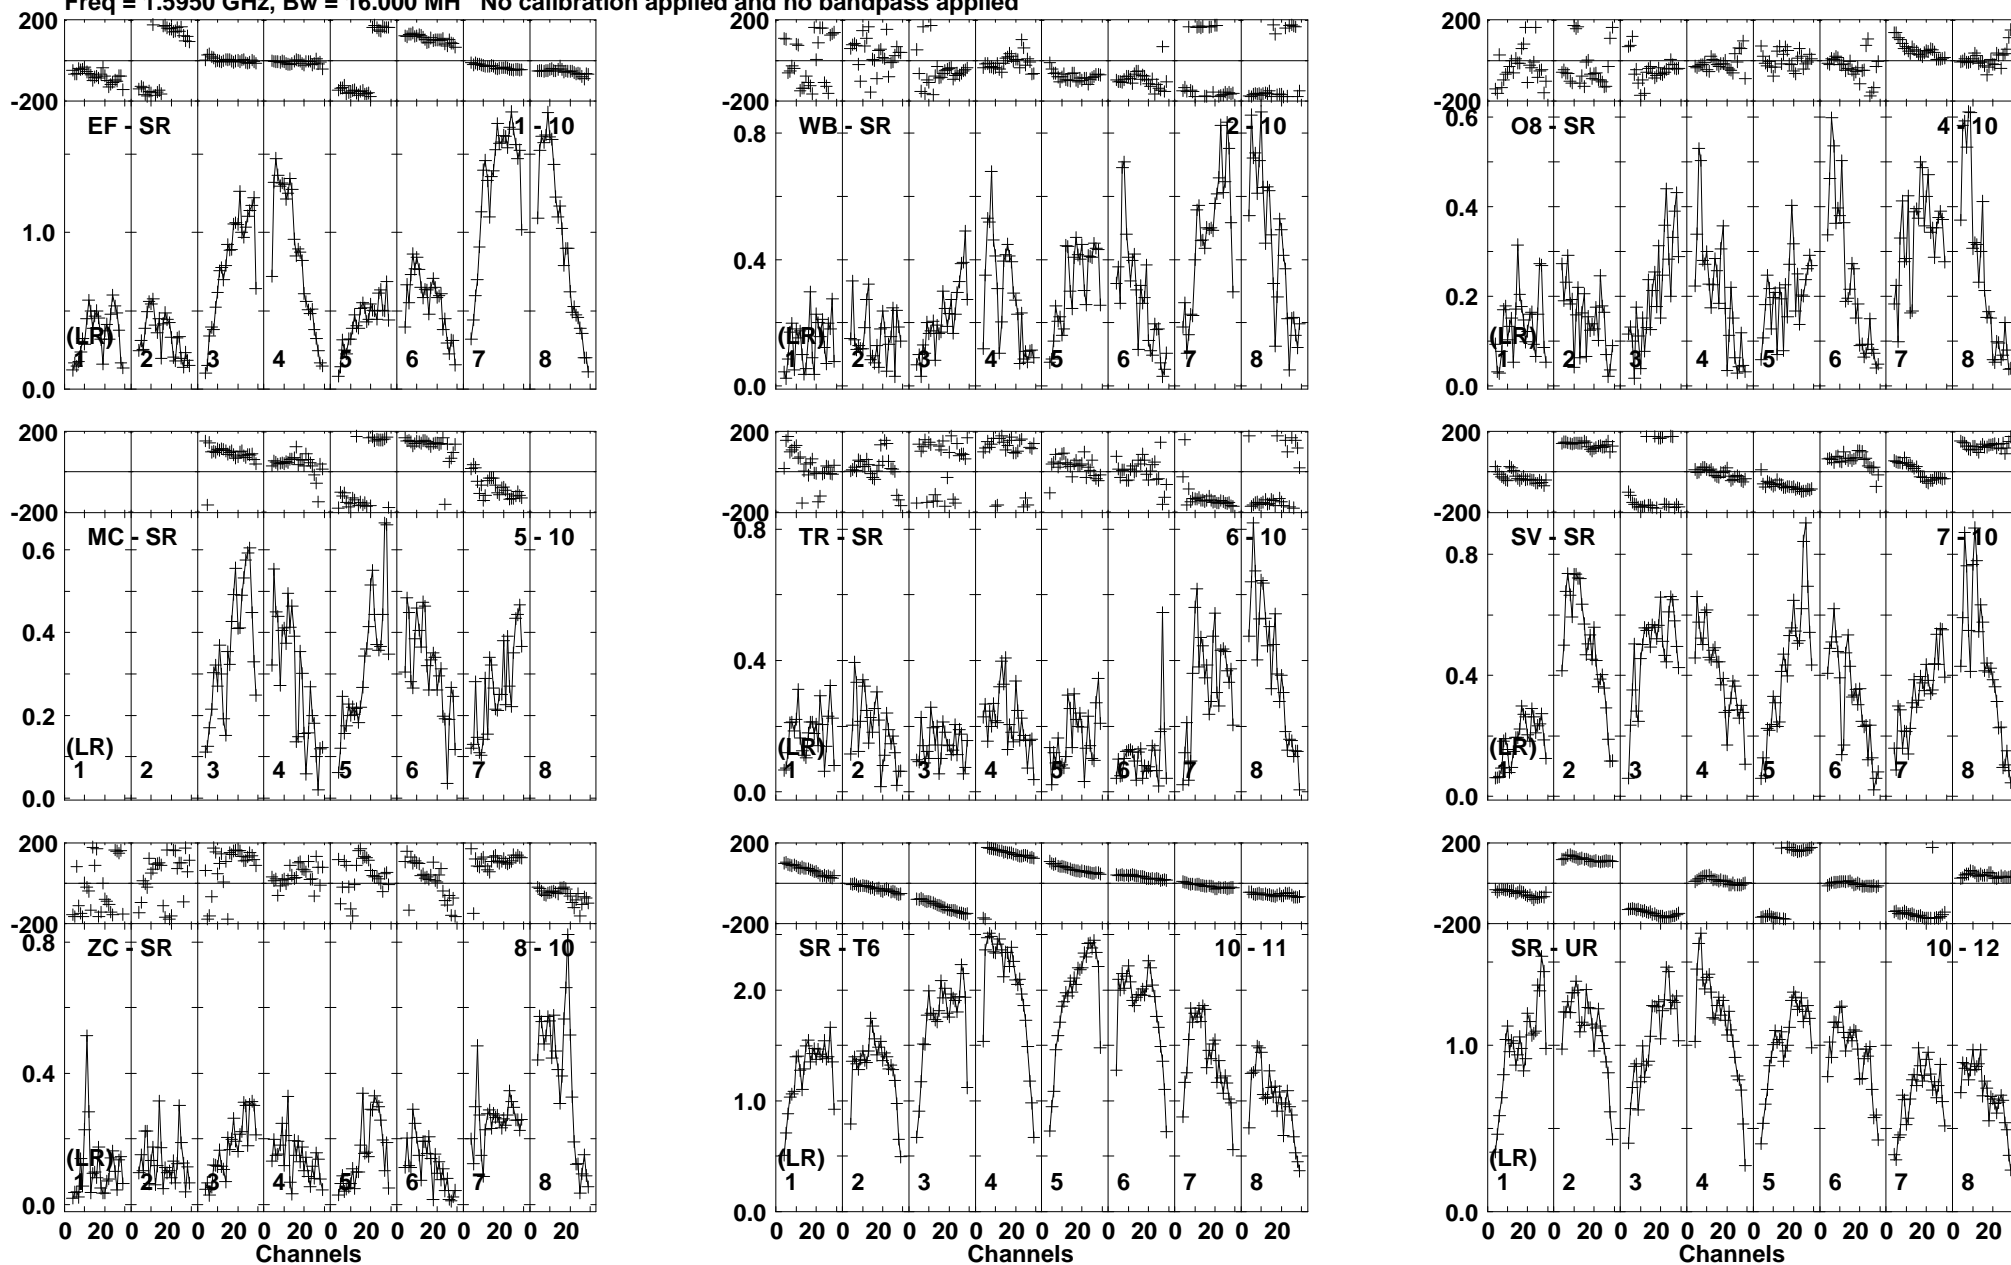 Freq = 1.5950 GHz, Bw = 16.000 MH No calibration applied and no bandpass applied
200 200 200
-200 -200 -200
EF - SR 1 - 10 WB - SR 2 - 10 O8 - SR 4 - 10
0.8 0.6
1.0 0.4 0.4
0.2
(LR) (LR) (LR)
1 2 3 4 5 6 7 8 1 2 3 4 5 6 7 8 1 2 3 4 5 6 7 8
0.0 0.0 0.0
200 200 200
-200 -200 -200
MC - SR 5 - 10 TR - SR 6 - 10 SV - SR 7 - 10
0.6 0.8 0.8
0.4 0.4 0.4
0.2
(LR) (LR) (LR)
1 2 3 4 5 6 7 8 1 2 3 4 5 6 7 8 1 2 3 4 5 6 7 8
0.0 0.0 0.0
200 200 200
-200 -200 -200
ZC - SR 8 - 10 SR - T6 10 - 11 SR - UR 10 - 12
0.8 2.0
0.4 1.0 1.0
(LR) (LR) (LR)
1 2 3 4 5 6 7 8 1 2 3 4 5 6 7 8 1 2 3 4 5 6 7 8
0.0 0.0 0.0
0 20 0 20 0 20 0 20 0 20 0 20 0 20 0 20 0 20 0 20 0 20 0 20 0 20 0 20 0 20 0 20 0 20 0 20 0 20 0 20 0 20 0 20 0 20 0 20
Channels Channels Channels